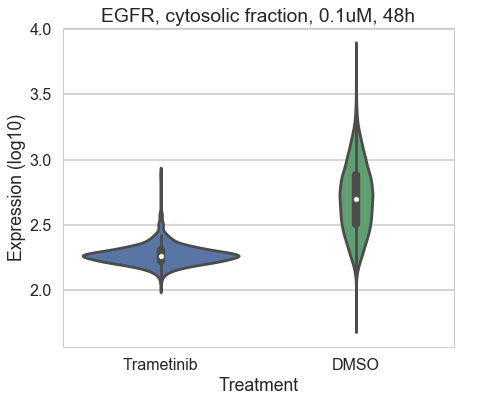 EGFR, cytosolic fraction, 0.1uM, 48h
4.0
3.5
3.0
2.5
2.0
Expression (log10)
Trametinib DMSO
Treatment